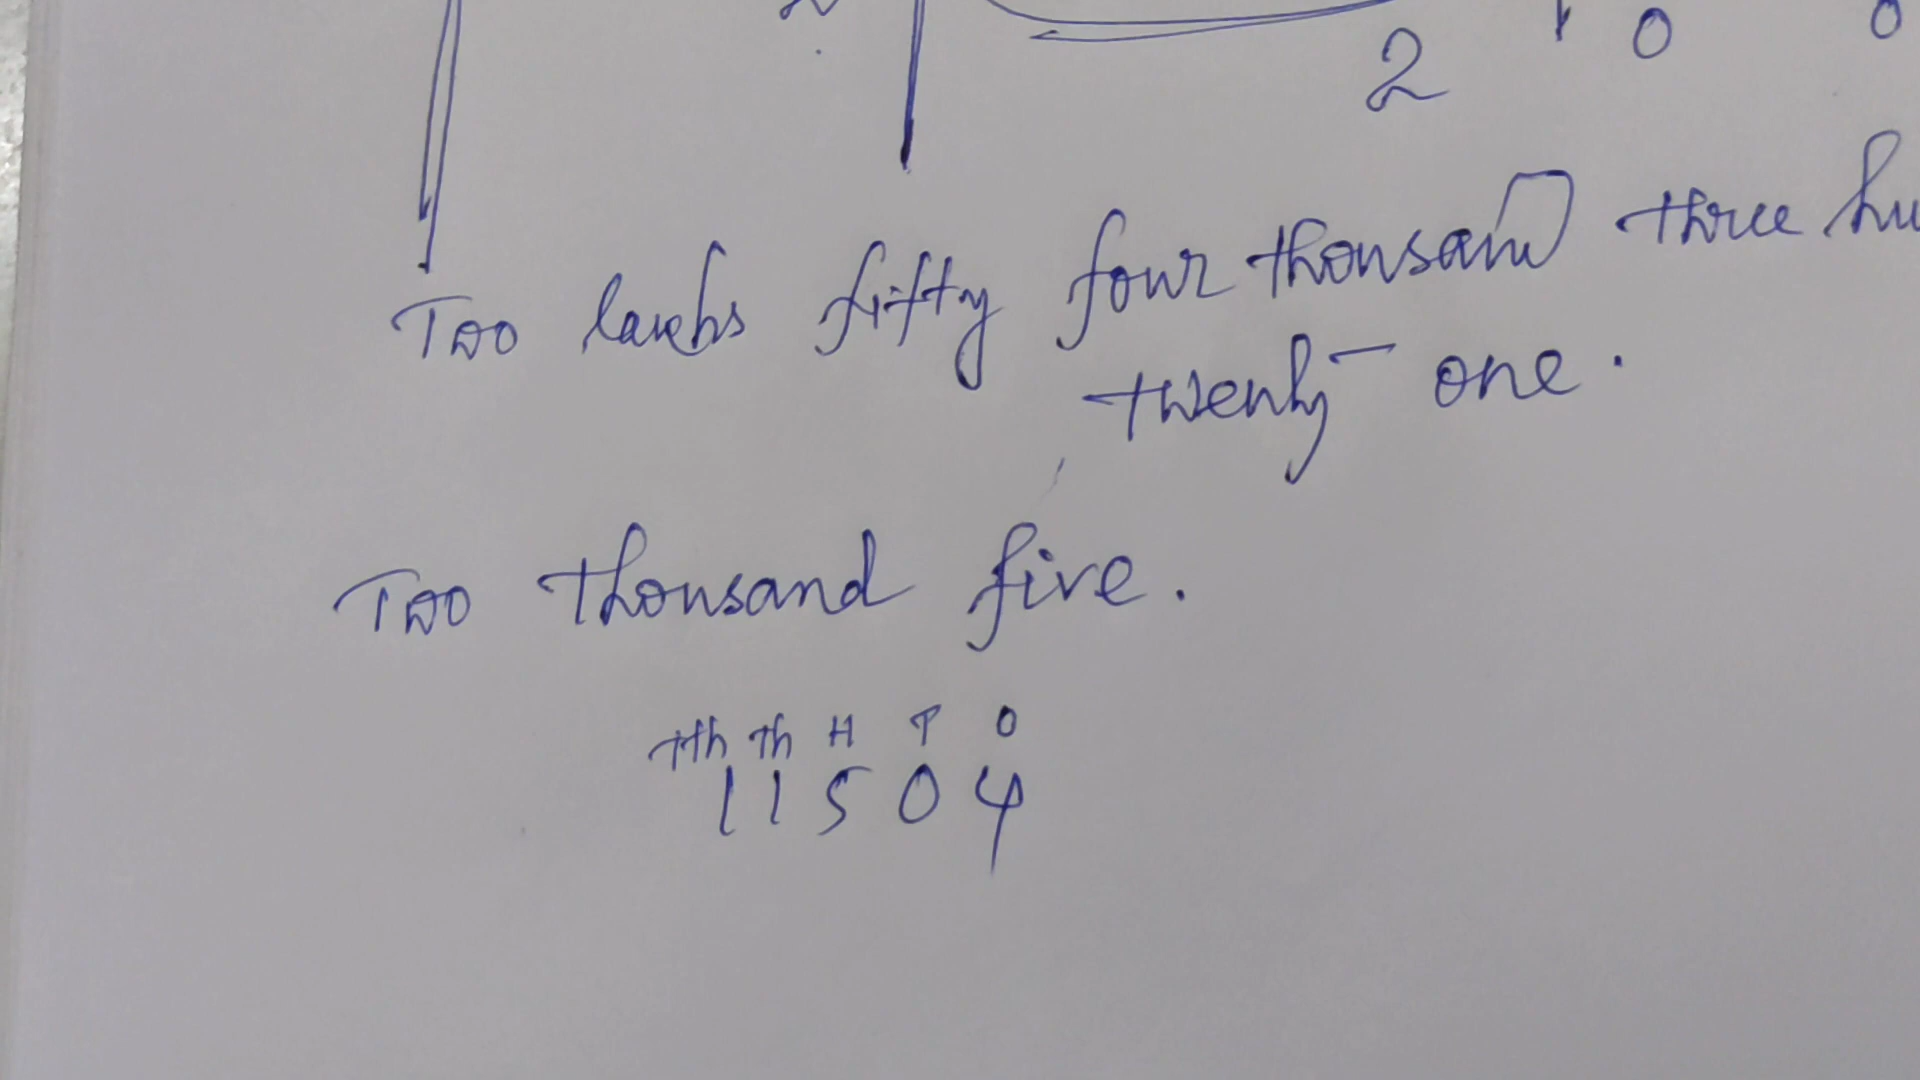 2 0 0
Two lakhs fifty four thousand three hu
twenty one.
Two thousand five.
Tth Th H T O
1 1 5 0 4